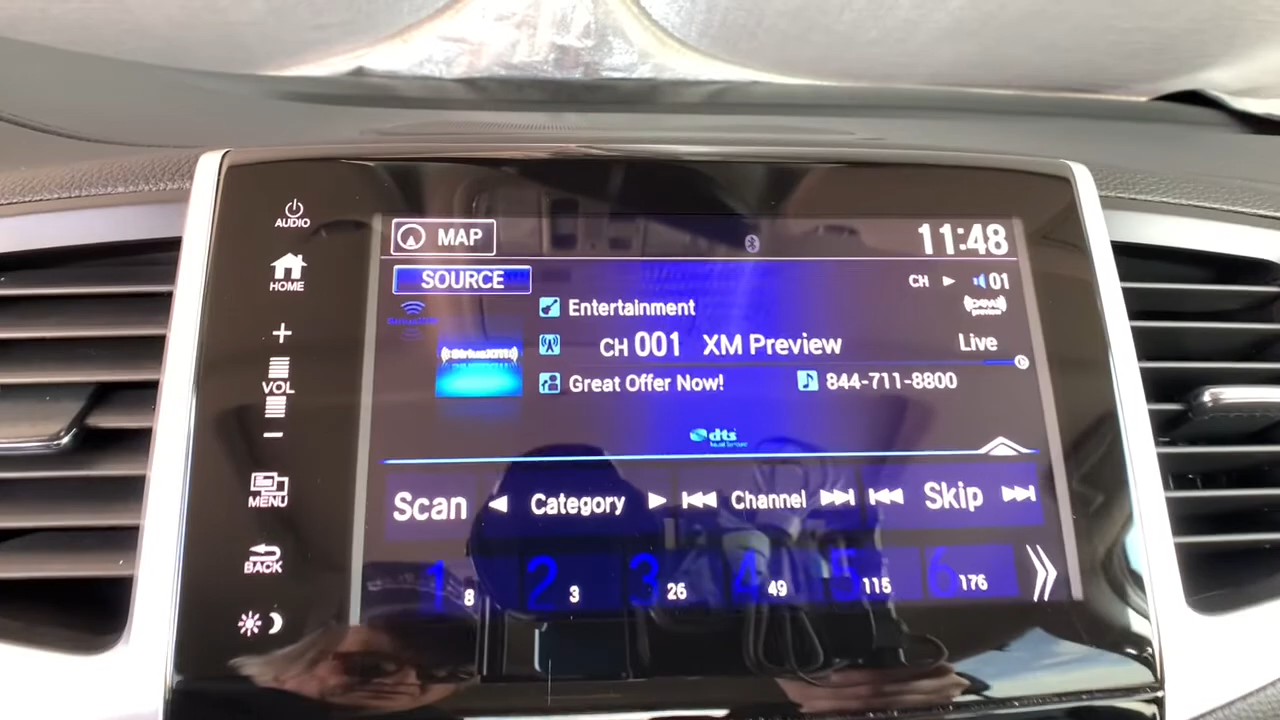 AUDIO
HOME
VOL
MENU
BACK
MAP
11:48
SOURCE
CH 01
Entertainment
SiriusXM
preview
CH 001 XM Preview
Live
Great Offer Now!
844-711-8800
dts
Scan Category Channel Skip
1 8 2 3 3 26 4 49 5 115 6 176